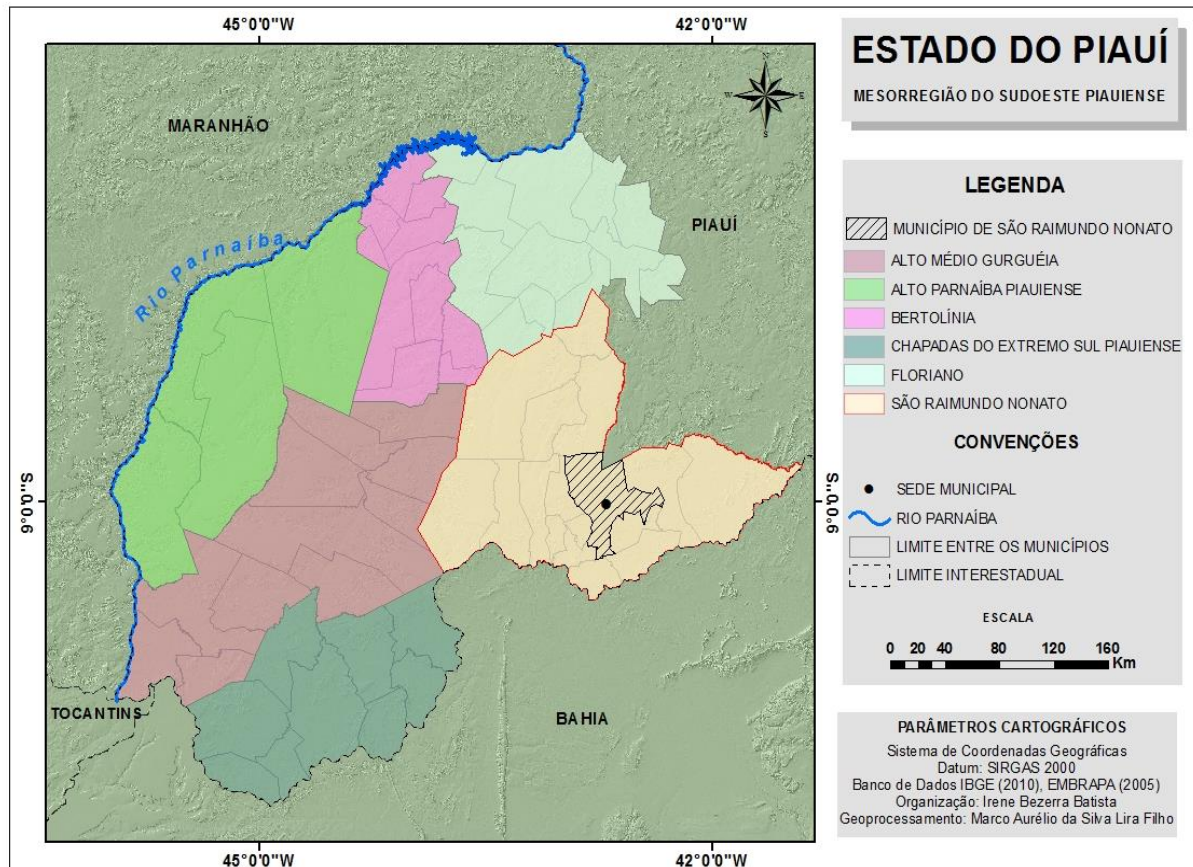 45°0'0"W
42°0'0"W
MARANHÃO
N
W
E
S
PIAUÍ
Rio Parnaíba
9°0'0"S
9°0'0"S
TOCANTINS
BAHIA
45°0'0"W
42°0'0"W
ESTADO DO PIAUÍ
MESORREGIÃO DO SUDOESTE PIAUIENSE
LEGENDA
MUNICÍPIO DE SÃO RAIMUNDO NONATO
ALTO MÉDIO GURGUÉIA
ALTO PARNAÍBA PIAUIENSE
BERTOLÍNIA
CHAPADAS DO EXTREMO SUL PIAUIENSE
FLORIANO
SÃO RAIMUNDO NONATO
CONVENÇÕES
SEDE MUNICIPAL
RIO PARNAÍBA
LIMITE ENTRE OS MUNICÍPIOS
LIMITE INTERESTADUAL
ESCALA
0 20 40 80 120 160
Km
PARÂMETROS CARTOGRÁFICOS
Sistema de Coordenadas Geográficas
Datum: SIRGAS 2000
Banco de Dados IBGE (2010), EMBRAPA (2005)
Organização: Irene Bezerra Batista
Geoprocessamento: Marco Aurélio da Silva Lira Filho